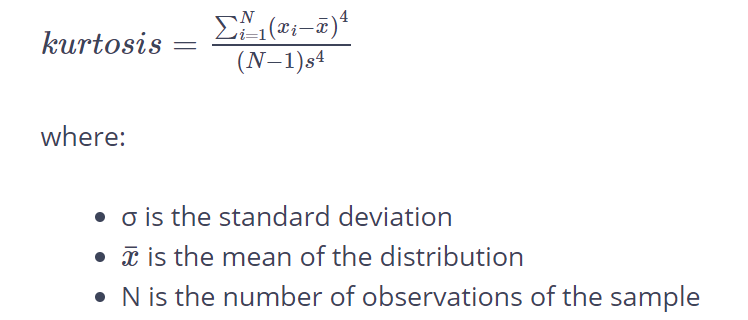 kurtosis = \frac{\sum_{i=1}^{N}(x_i-\bar{x})^4}{(N-1)s^4}
where:
• σ is the standard deviation
• x̄ is the mean of the distribution
• N is the number of observations of the sample